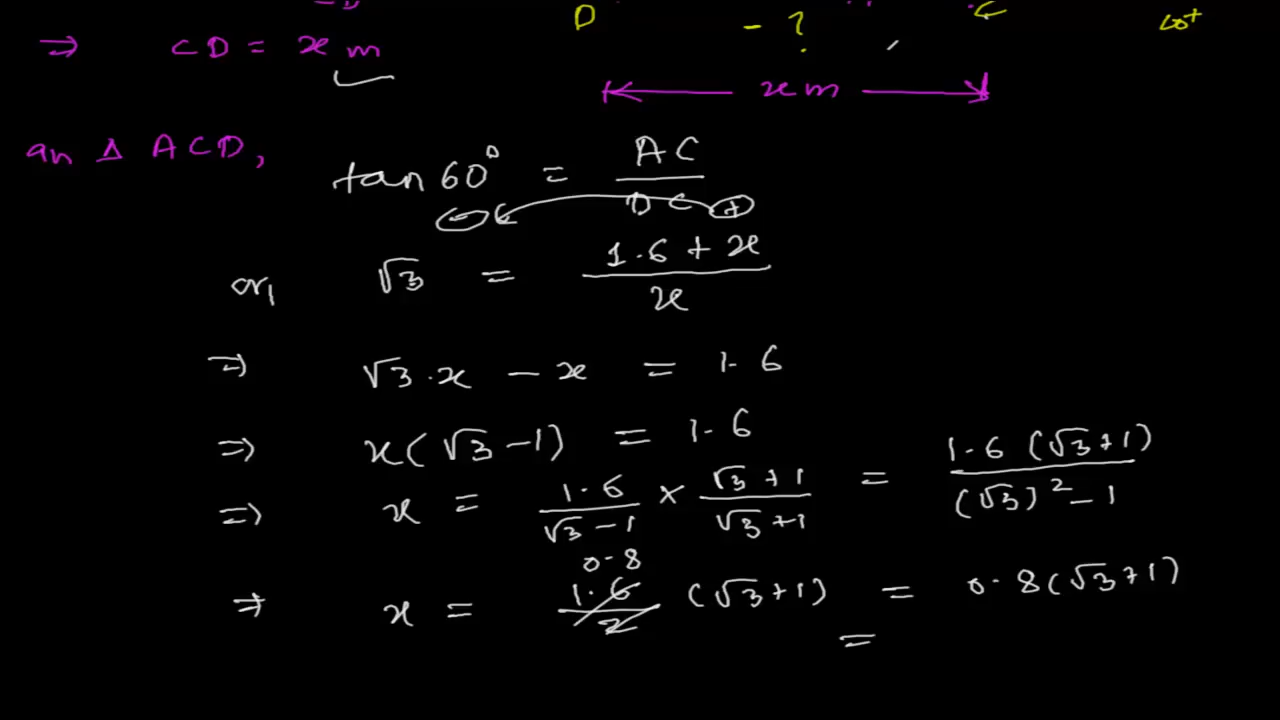 D - ? C
⇒ CD = x m
x m
In Δ ACD,
tan 60° = AC / DC
or, √3 = (1.6 + x) / x
⇒ √3.x - x = 1.6
⇒ x(√3 - 1) = 1.6
⇒ x = 1.6 / (√3 - 1) × (√3 + 1) / (√3 + 1) = 1.6 (√3 + 1) / ((√3)² - 1)
0.8
⇒ x = 1.6 / 2 (√3 + 1) = 0.8(√3 + 1)
=